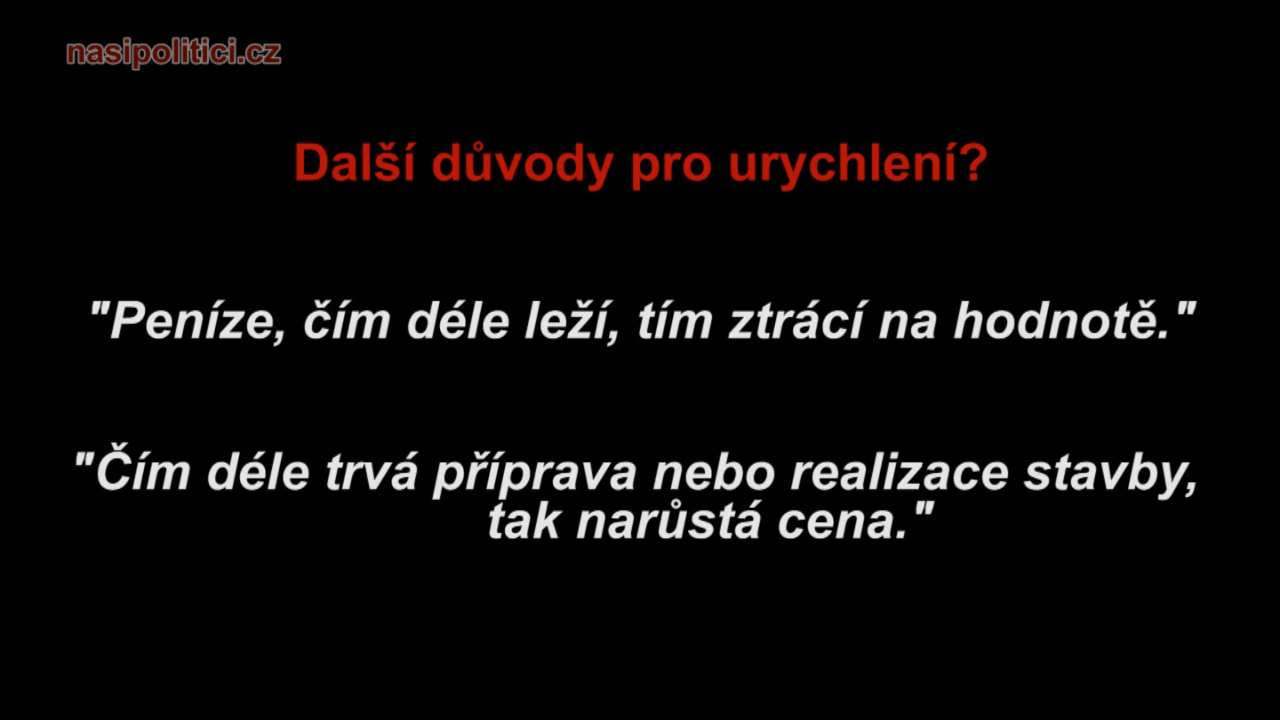 nasipolitici.cz
Další důvody pro urychlení?
"Peníze, čím déle leží, tím ztrácí na hodnotě."
"Čím déle trvá příprava nebo realizace stavby,
tak narůstá cena."